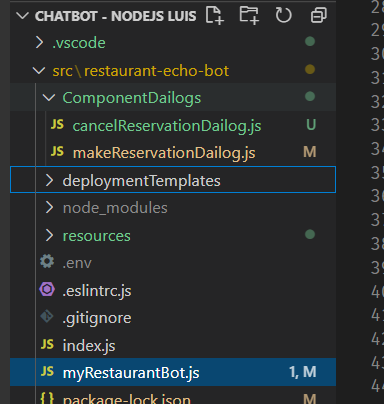 CHATBOT - NODEJS LUIS
.vscode
src\restaurant-echo-bot
ComponentDailogs
JS cancelReservationDailog.js U
JS makeReservationDailog.js M
deploymentTemplates
node_modules
resources
.env
.eslintrc.js
.gitignore
JS index.js
JS myRestaurantBot.js 1, M
{} package-lock.json M